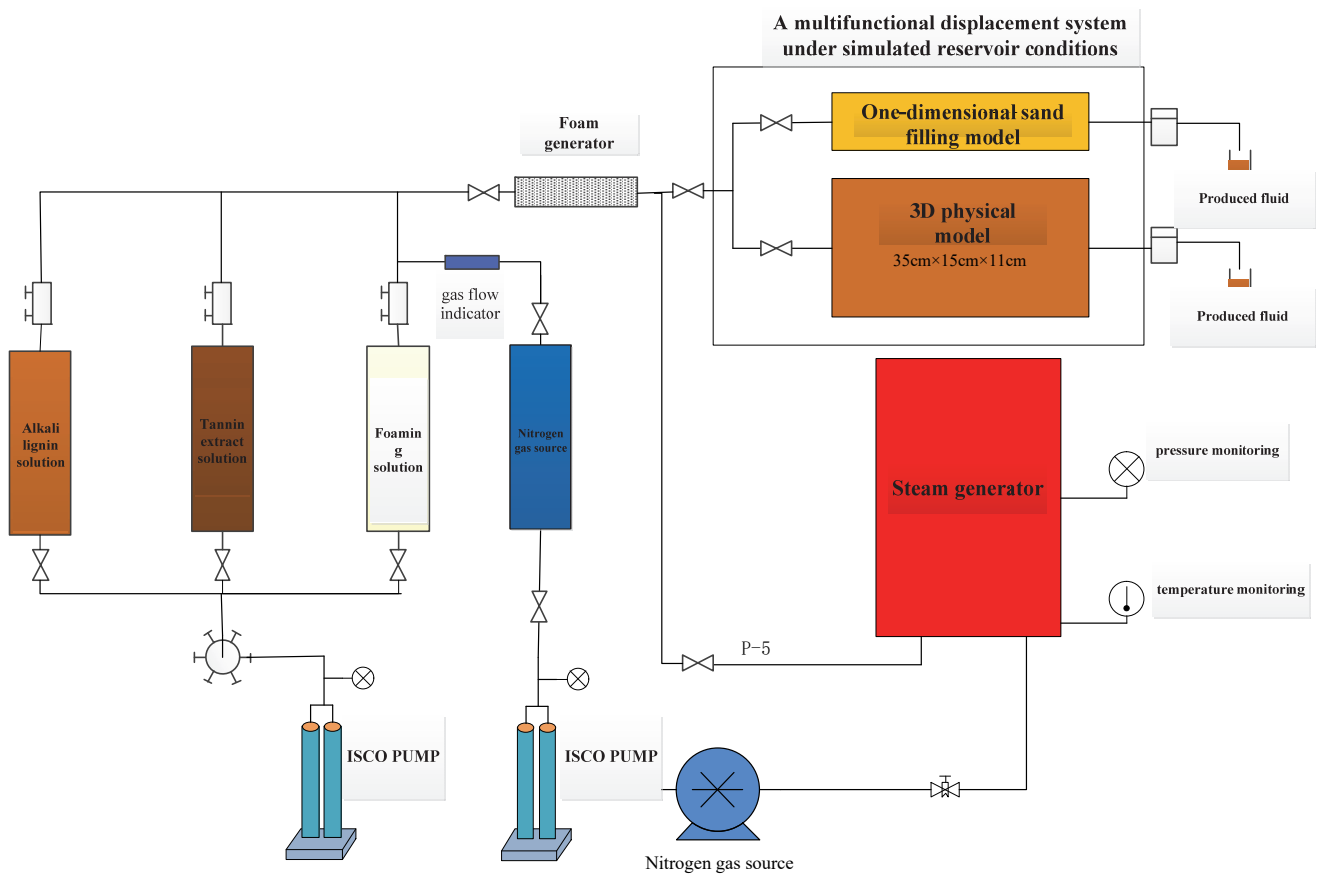 A multifunctional displacement system
under simulated reservoir conditions
One-dimensional sand
filling model
Foam
generator
Produced fluid
3D physical
model
35cm×15cm×11cm
gas flow
indicator
Produced fluid
Alkali
lignin
solution
Tannin
extract
solution
Foamin
g
solution
Nitrogen
gas source
Steam generator
pressure monitoring
temperature monitoring
P-5
ISCO PUMP
ISCO PUMP
Nitrogen gas source